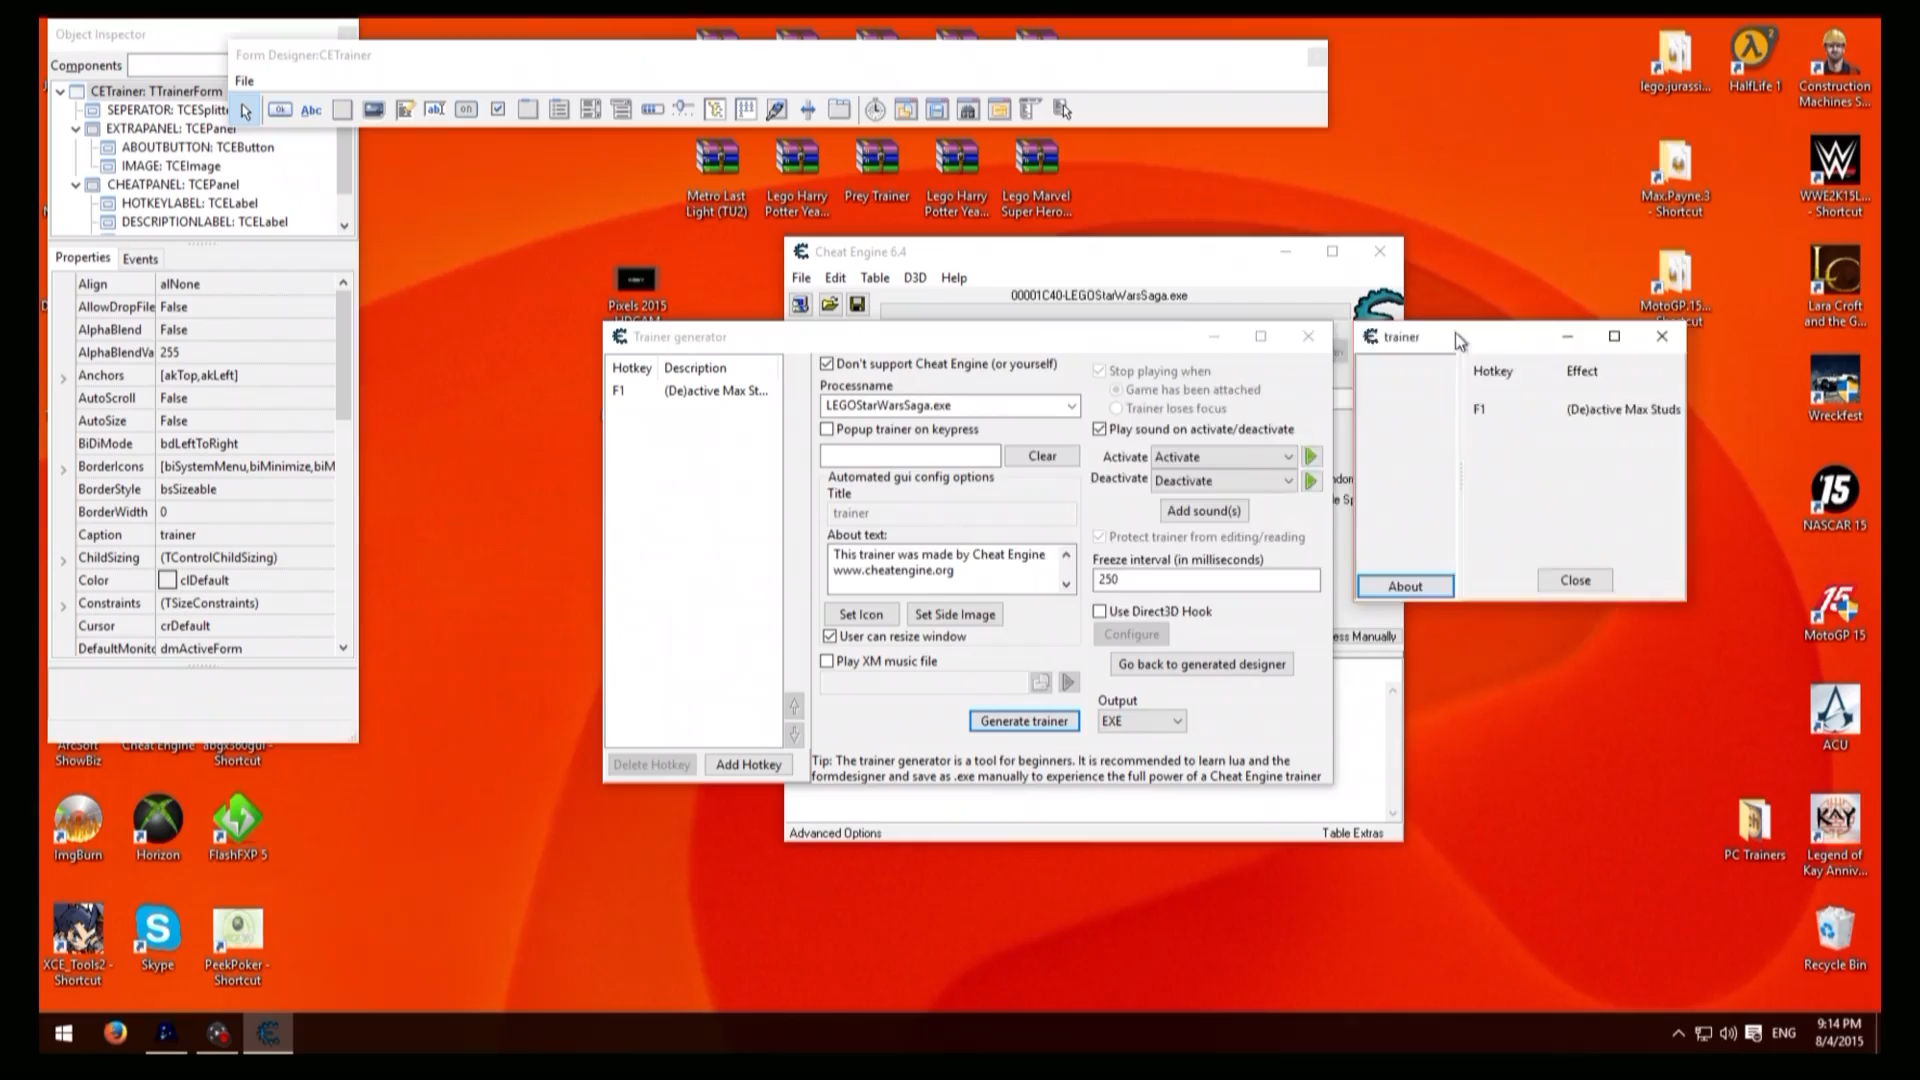 Object Inspector
Components
CETrainer: TTrainerForm
SEPERATOR: TCESplitt
EXTRAPANEL: TCEPanel
ABOUTBUTTON: TCEButton
IMAGE: TCEImage
CHEATPANEL: TCEPanel
HOTKEYLABEL: TCELabel
DESCRIPTIONLABEL: TCELabel
Properties
Events
Align alNone
AllowDropFile False
AlphaBlend False
AlphaBlendVa 255
Anchors [akTop,akLeft]
AutoScroll False
AutoSize False
BiDiMode bdLeftToRight
BorderIcons [biSystemMenu,biMinimize,biM
BorderStyle bsSizeable
BorderWidth 0
Caption trainer
ChildSizing (TControlChildSizing)
Color clDefault
Constraints (TSizeConstraints)
Cursor crDefault
DefaultMonitc dmActiveForm
Form Designer:CETrainer
File
Ok
Abc
abI
on
Metro Last
Light (TU2)
Lego Harry
Potter Yea...
Prey Trainer
Lego Harry
Potter Yea...
Lego Marvel
Super Hero...
Pixels 2015
Cheat Engine 6.4
File Edit Table D3D Help
00001C40-LEGOStarWarsSaga.exe
ess Manually
Advanced Options
Table Extras
Trainer generator
Hotkey Description
F1 (De)active Max St...
Delete Hotkey
Add Hotkey
Don't support Cheat Engine (or yourself)
Processname
LEGOStarWarsSaga.exe
Popup trainer on keypress
Clear
Automated gui config options
Title
trainer
About text:
This trainer was made by Cheat Engine
www.cheatengine.org
Set Icon
Set Side Image
User can resize window
Play XM music file
Generate trainer
Stop playing when
Game has been attached
Trainer loses focus
Play sound on activate/deactivate
Activate Activate
Deactivate Deactivate
Add sound(s)
Protect trainer from editing/reading
Freeze interval (in milliseconds)
250
Use Direct3D Hook
Configure
Go back to generated designer
Output
EXE
Tip: The trainer generator is a tool for beginners. It is recommended to learn lua and the
formdesigner and save as .exe manually to experience the full power of a Cheat Engine trainer
trainer
Hotkey Effect
F1 (De)active Max Studs
About
Close
lego.jurassi...
HalfLife 1
Construction
Machines S...
Max.Payne.3
- Shortcut
WWE2K15L...
- Shortcut
MotoGP.15...
Lara Croft
and the G...
Wreckfest
NASCAR 15
MotoGP 15
ACU
PC Trainers
Legend of
Kay Anniv...
Recycle Bin
ArcSoft
ShowBiz
Cheat Engine
abgx360gui -
Shortcut
ImgBurn
Horizon
FlashFXP 5
XCE_Tools2 -
Shortcut
Skype
PeekPoker -
Shortcut
ENG
9:14 PM
8/4/2015